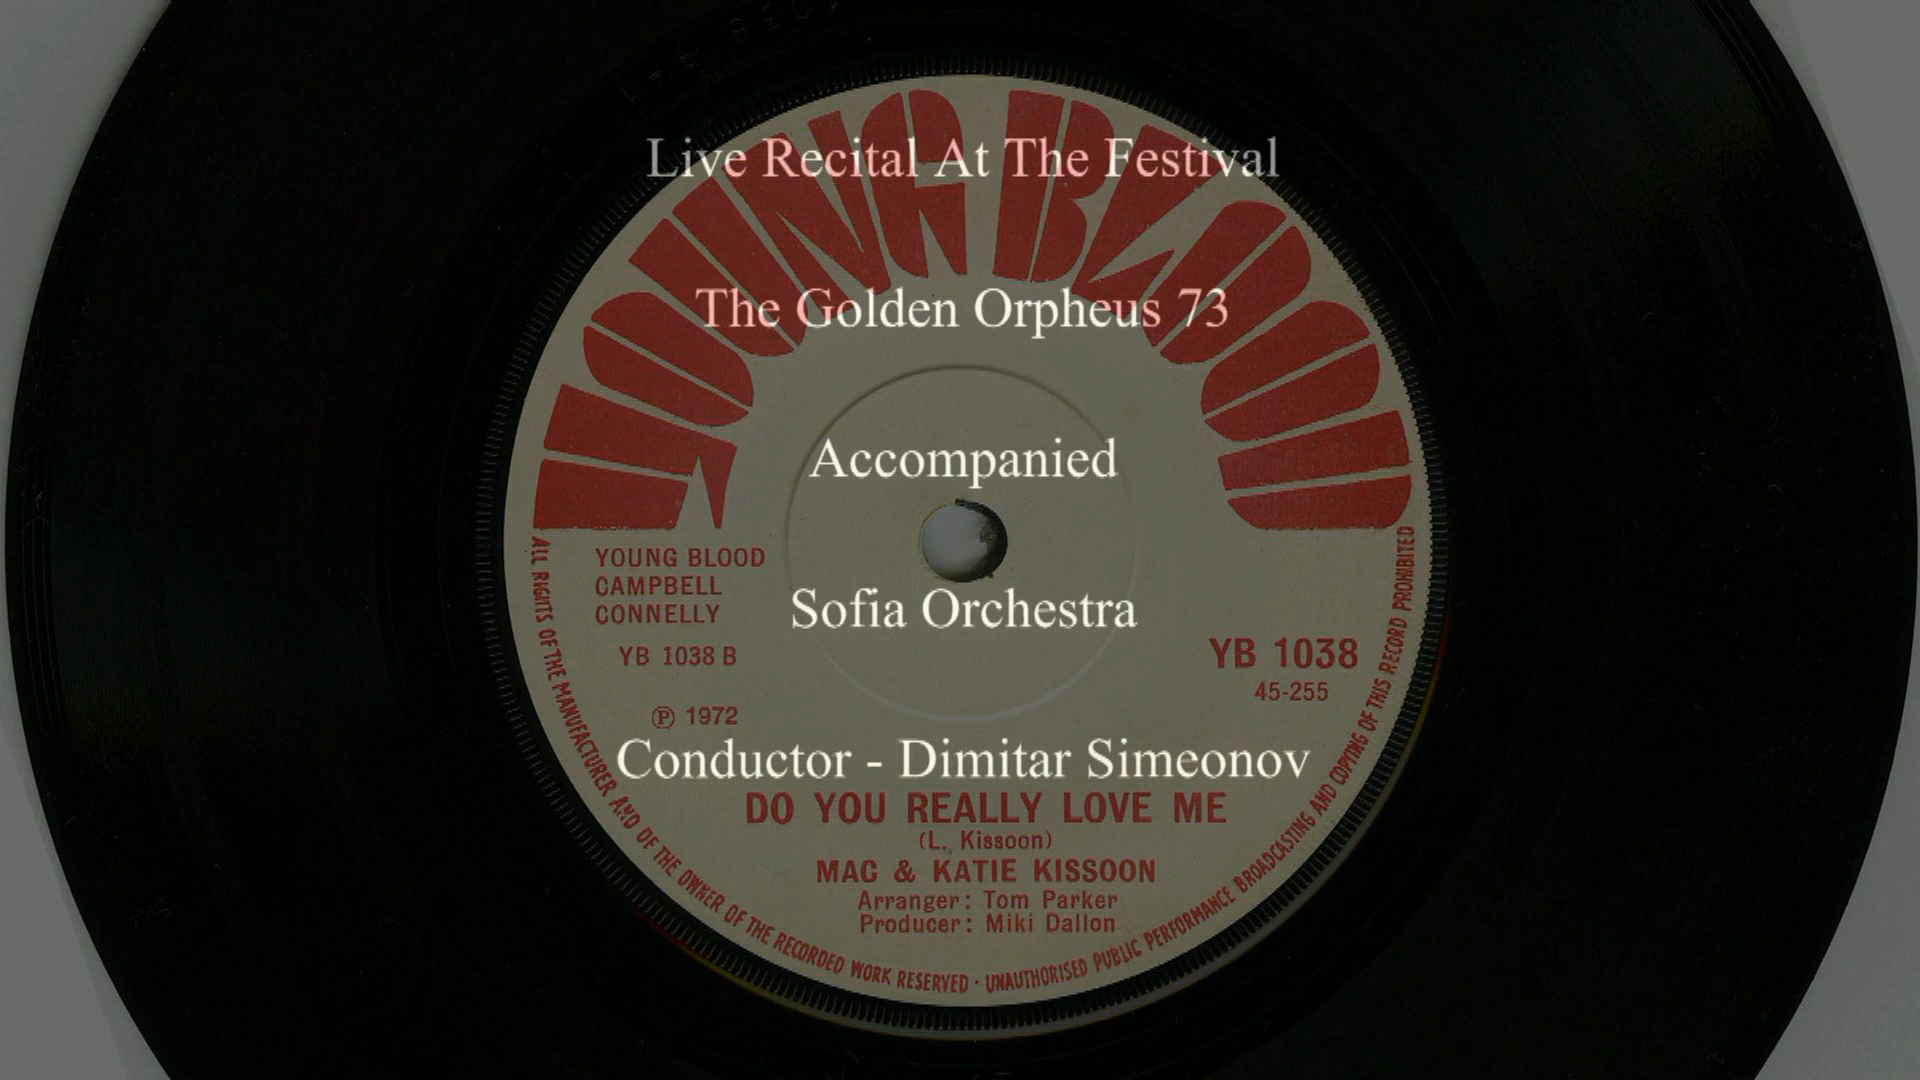 YOUNG BLOOD
Live Recital At The Festival
The Golden Orpheus 73
Accompanied
Sofia Orchestra
Conductor - Dimitar Simeonov
YOUNG BLOOD
CAMPBELL
CONNELLY
YB 1038 B
℗ 1972
YB 1038
45-255
DO YOU REALLY LOVE ME
(L. Kissoon)
MAC & KATIE KISSOON
Arranger: Tom Parker
Producer: Miki Dallon
ALL RIGHTS OF THE MANUFACTURER AND OF THE OWNER OF THE RECORDED WORK RESERVED · UNAUTHORISED PUBLIC PERFORMANCE BROADCASTING AND COPYING OF THIS RECORD PROHIBITED